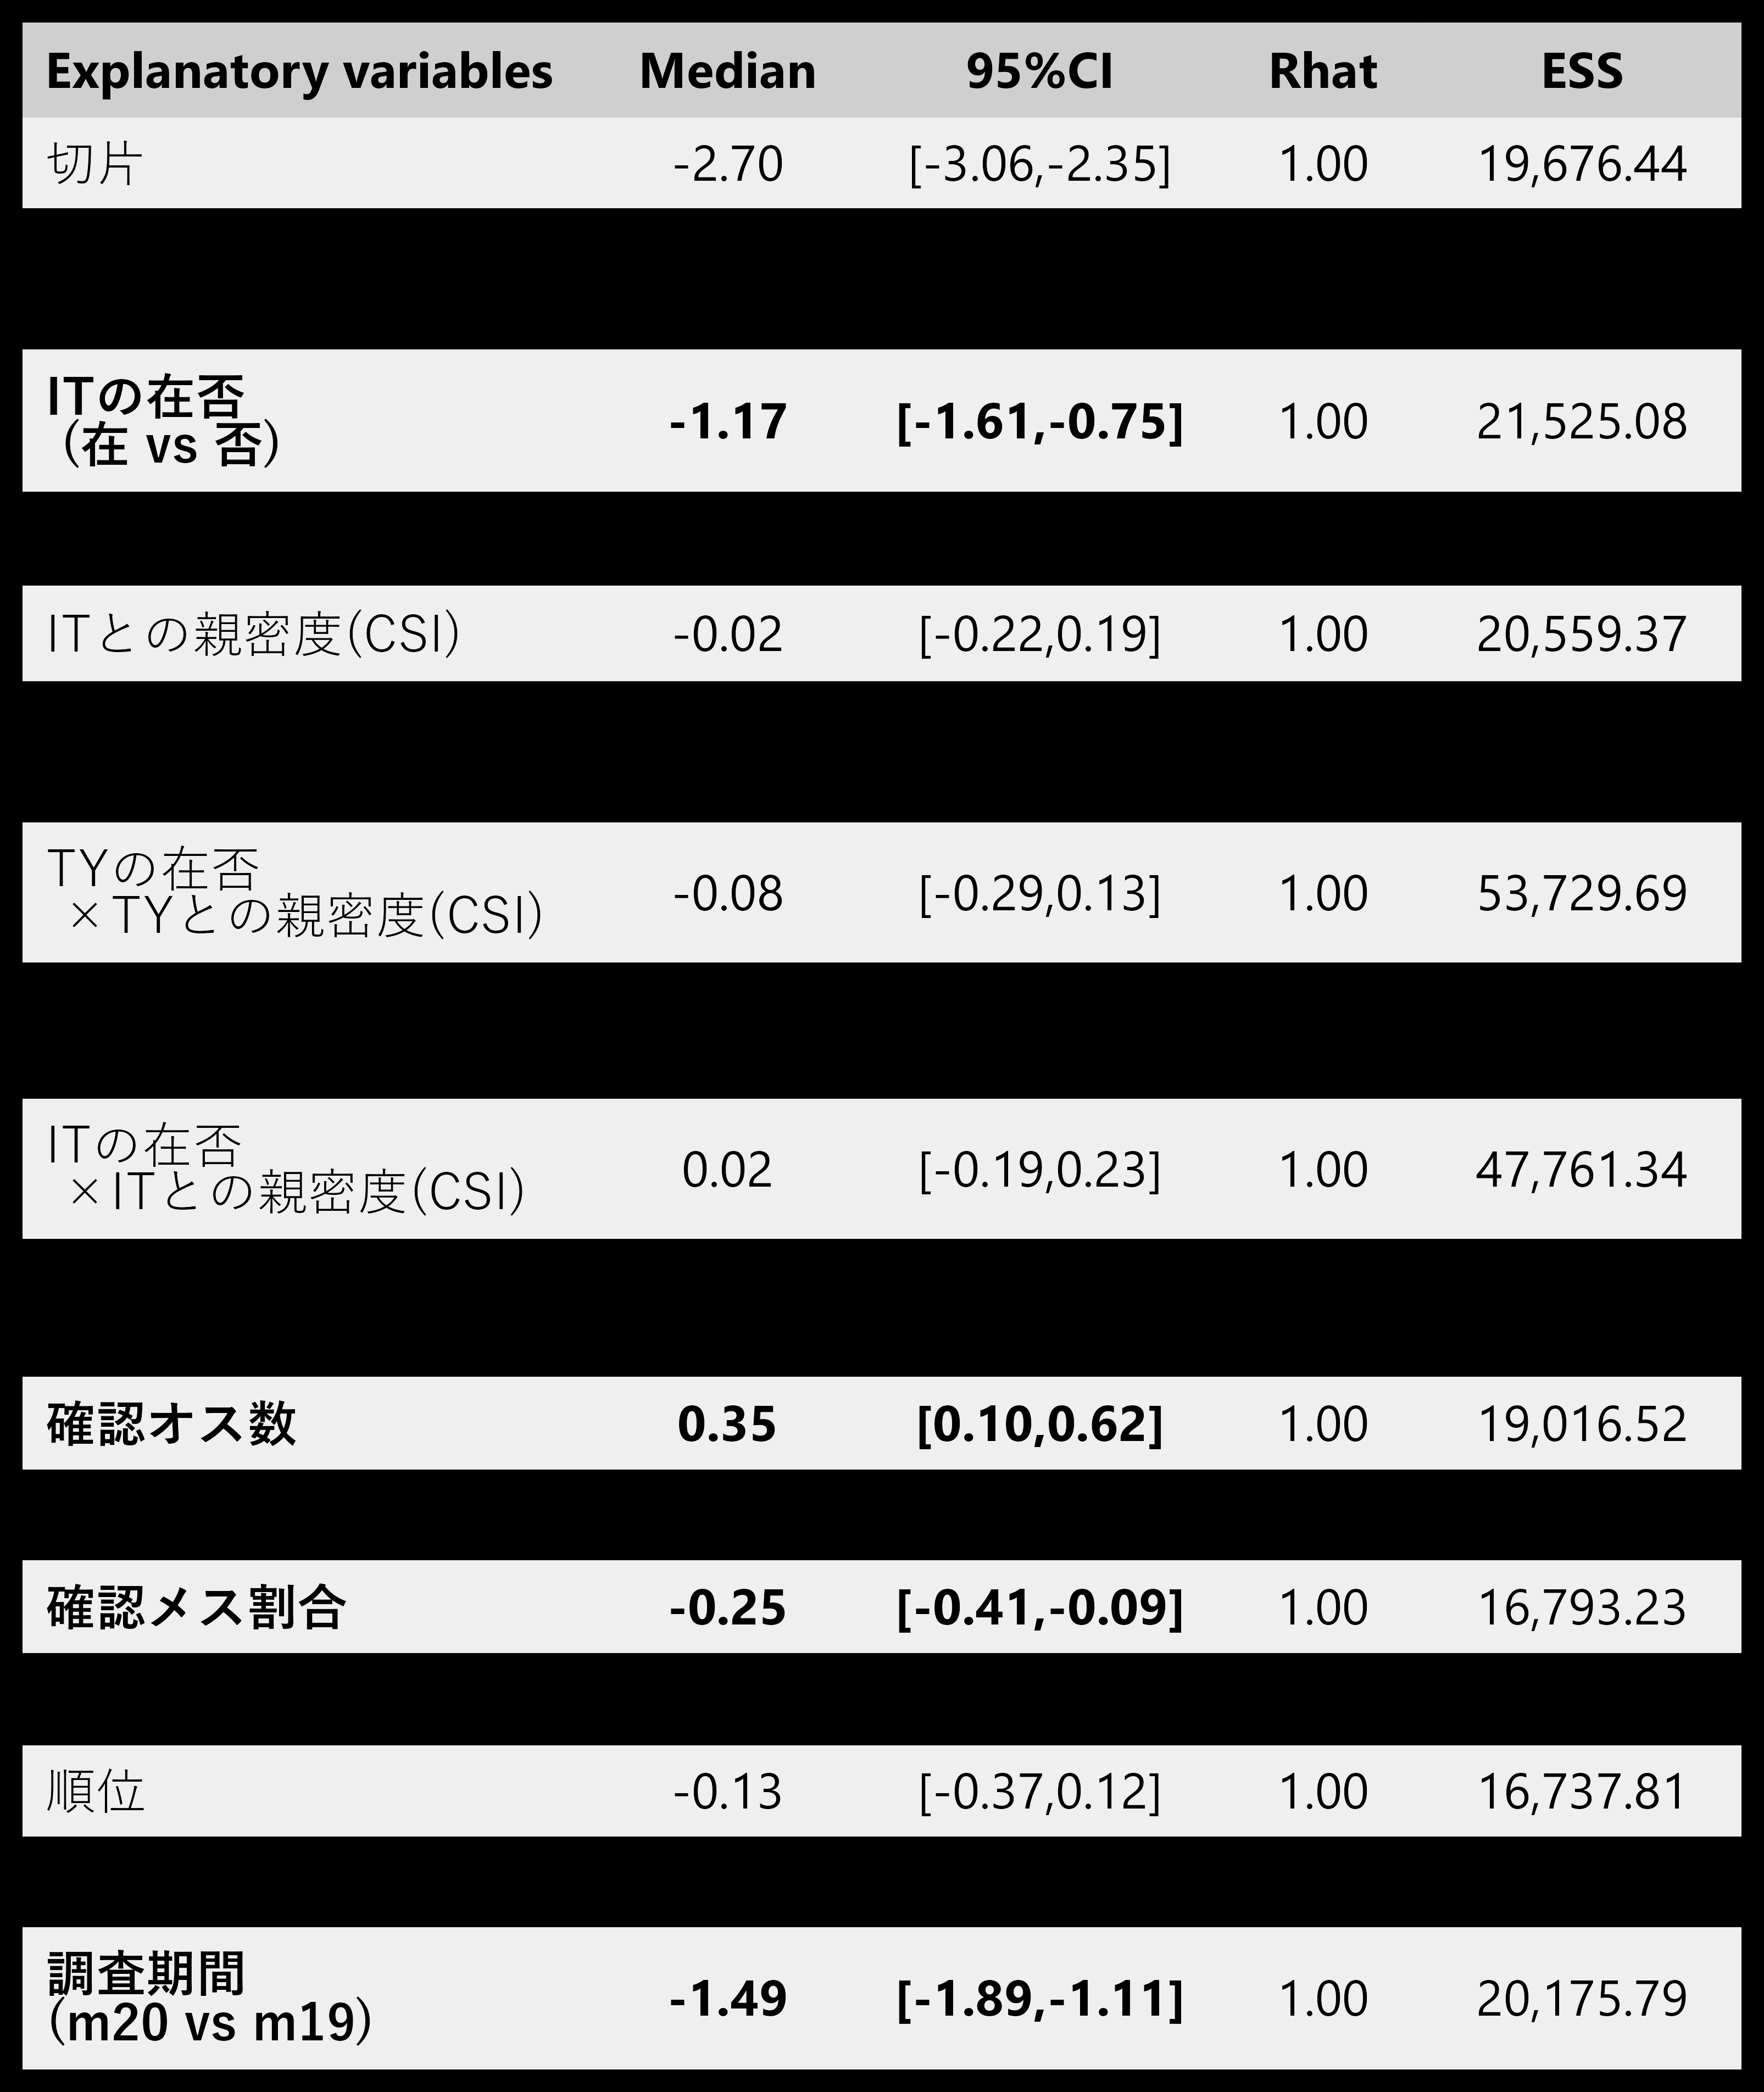 Explanatory variables Median 95%CI Rhat ESS
切片 -2.70 [-3.06,-2.35] 1.00 19,676.44
ITの在否
(在 vs 否) -1.17 [-1.61,-0.75] 1.00 21,525.08
ITとの親密度(CSI) -0.02 [-0.22,0.19] 1.00 20,559.37
TYの在否
×TYとの親密度(CSI) -0.08 [-0.29,0.13] 1.00 53,729.69
ITの在否
×ITとの親密度(CSI) 0.02 [-0.19,0.23] 1.00 47,761.34
確認オス数 0.35 [0.10,0.62] 1.00 19,016.52
確認メス割合 -0.25 [-0.41,-0.09] 1.00 16,793.23
順位 -0.13 [-0.37,0.12] 1.00 16,737.81
調査期間
(m20 vs m19) -1.49 [-1.89,-1.11] 1.00 20,175.79